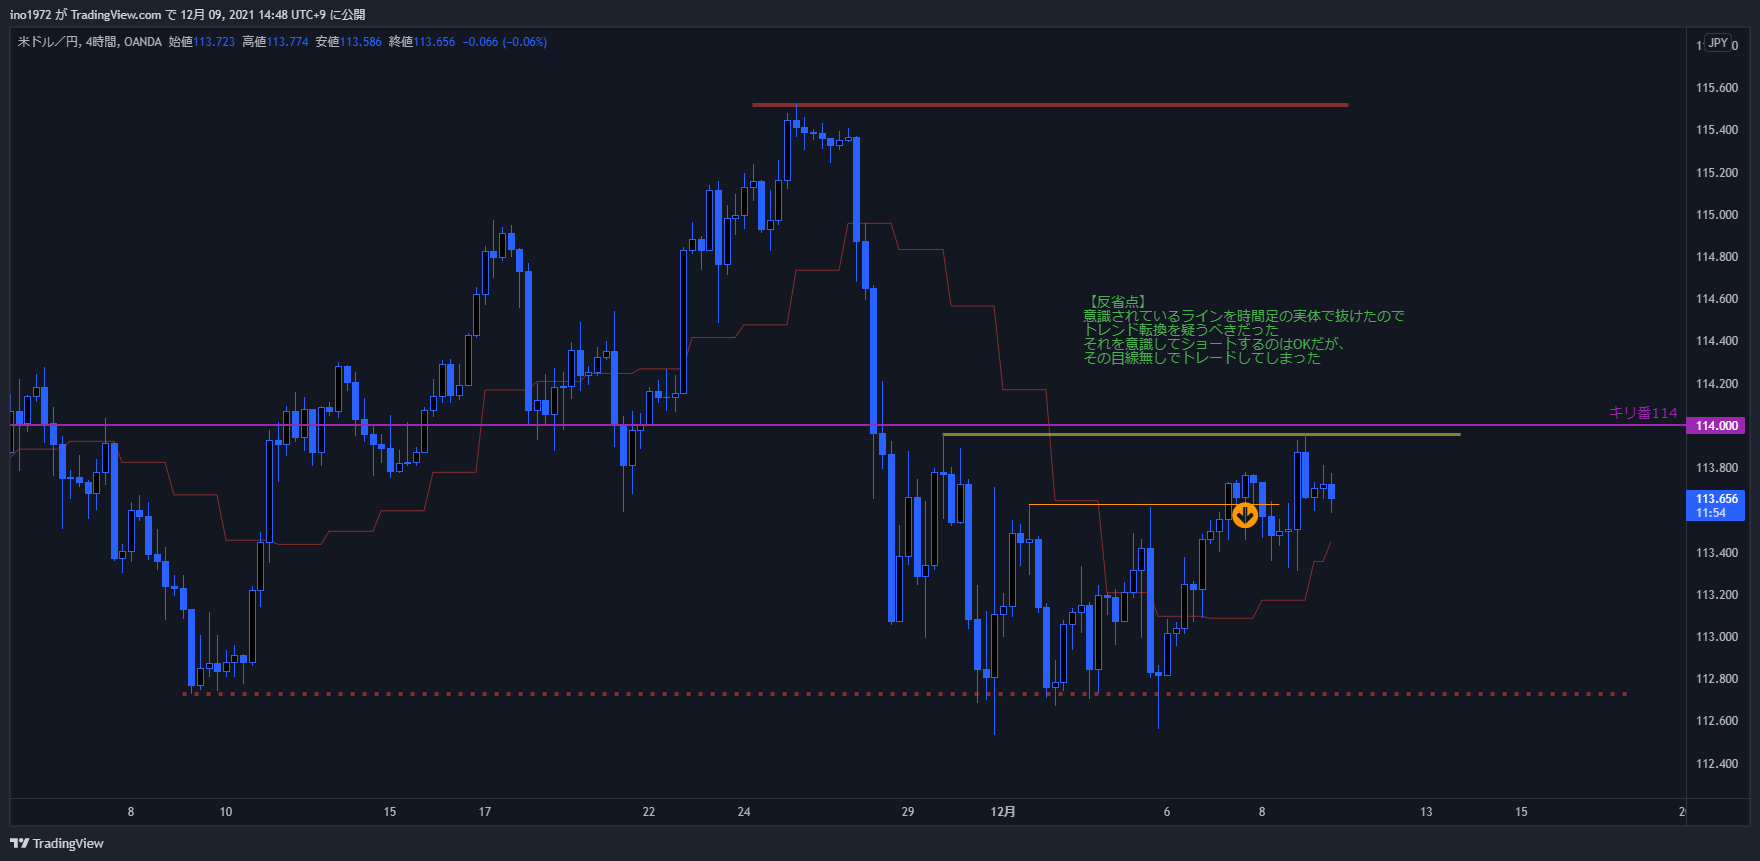 ino1972 が TradingView.com で 12月 09, 2021 14:48 UTC+9 に公開
米ドル／円, 4時間, OANDA 始値113.723 高値113.774 安値113.586 終値113.656 −0.066 (−0.06%)
JPY
115.600
115.400
115.200
115.000
114.800
114.600
【反省点】
意識されているラインを時間足の実体で抜けたので
トレンド転換を疑うべきだった
それを意識してショートするのはOKだが、
その目線無しでトレードしてしまった
114.400
114.200
キリ番114
114.000
113.800
113.656
11:54
113.400
113.200
113.000
112.800
112.600
112.400
8 10 15 17 22 24 29 12月 6 8 13 15
TradingView